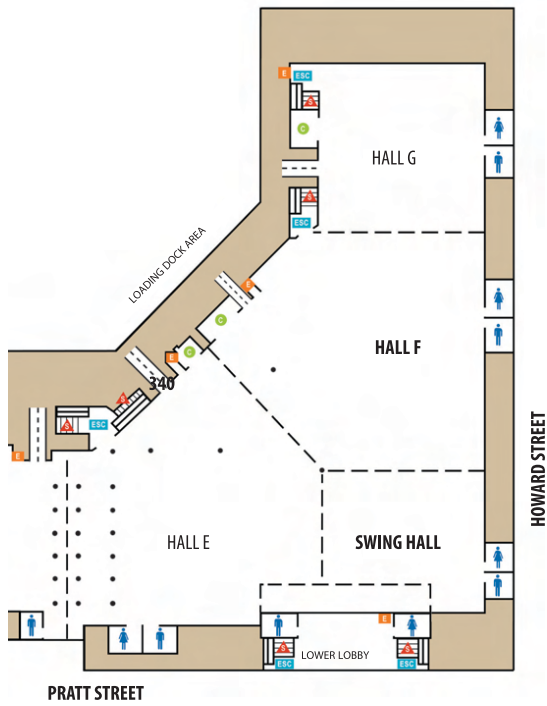 E ESC
S
C
HALL G
S
ESC
LOADING DOCK AREA
E
C
C
E
340
HALL F
S
S
ESC
E
HOWARD STREET
HALL E
SWING HALL
E
S
S
LOWER LOBBY
ESC
ESC
PRATT STREET